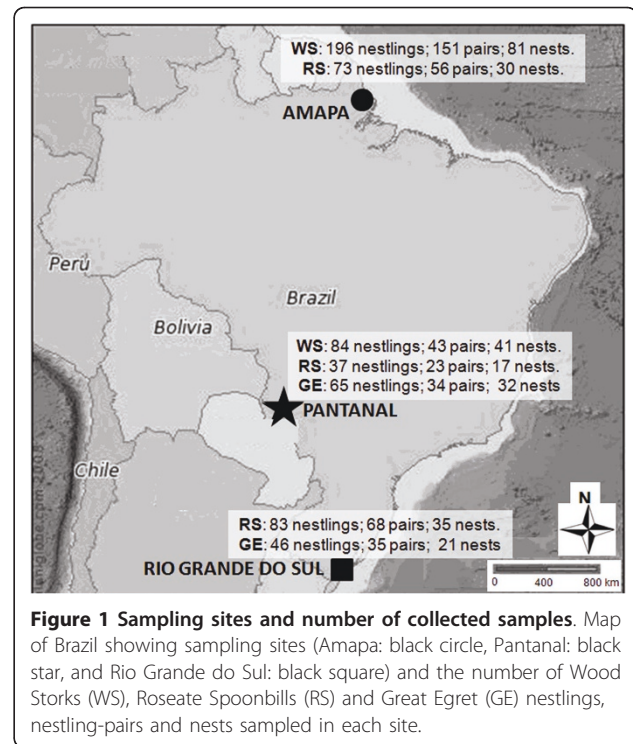 WS: 196 nestlings; 151 pairs; 81 nests.
RS: 73 nestlings; 56 pairs; 30 nests.
AMAPA
Perú
Brazil
Bolivia
WS: 84 nestlings; 43 pairs; 41 nests.
RS: 37 nestlings; 23 pairs; 17 nests.
GE: 65 nestlings; 34 pairs; 32 nests
PANTANAL
Chile
N
RS: 83 nestlings; 68 pairs; 35 nests.
GE: 46 nestlings; 35 pairs; 21 nests
RIO GRANDE DO SUL
0 400 800 km
Figure 1 Sampling sites and number of collected samples. Map
of Brazil showing sampling sites (Amapa: black circle, Pantanal: black
star, and Rio Grande do Sul: black square) and the number of Wood
Storks (WS), Roseate Spoonbills (RS) and Great Egret (GE) nestlings,
nestling-pairs and nests sampled in each site.